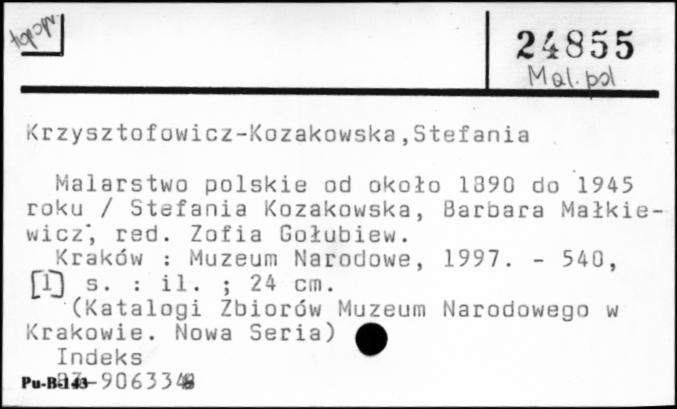 24855
Mal. pol
Krzysztofowicz-Kozakowska,Stefania
Malarstwo polskie od około 1890 do 1945
roku / Stefania Kozakowska, Barbara Małkie-
wicz, red. Zofia Gołubiew.
Kraków : Muzeum Narodowe, 1997. - 540,
[1] s. : il. ; 24 cm.
(Katalogi Zbiorów Muzeum Narodowego w
Krakowie. Nowa Seria)
Indeks
Pu-B-143